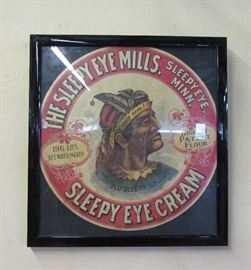 THE SLEEPY EYE MILLS.
SLEEPY EYE,
MINN.
196 LBS.
PATENT
FLOUR
OLD SLEEPY EYE
SLEEPY EYE CREAM